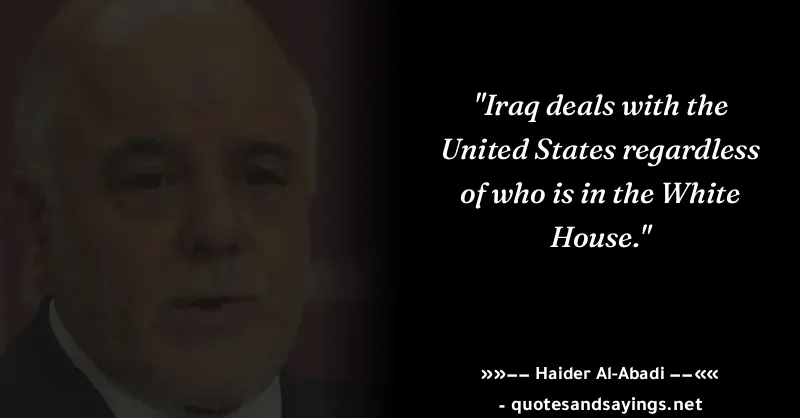 "Iraq deals with the
United States regardless
of who is in the White
House."
»»–– Haider Al-Abadi ––««
- quotesandsayings.net